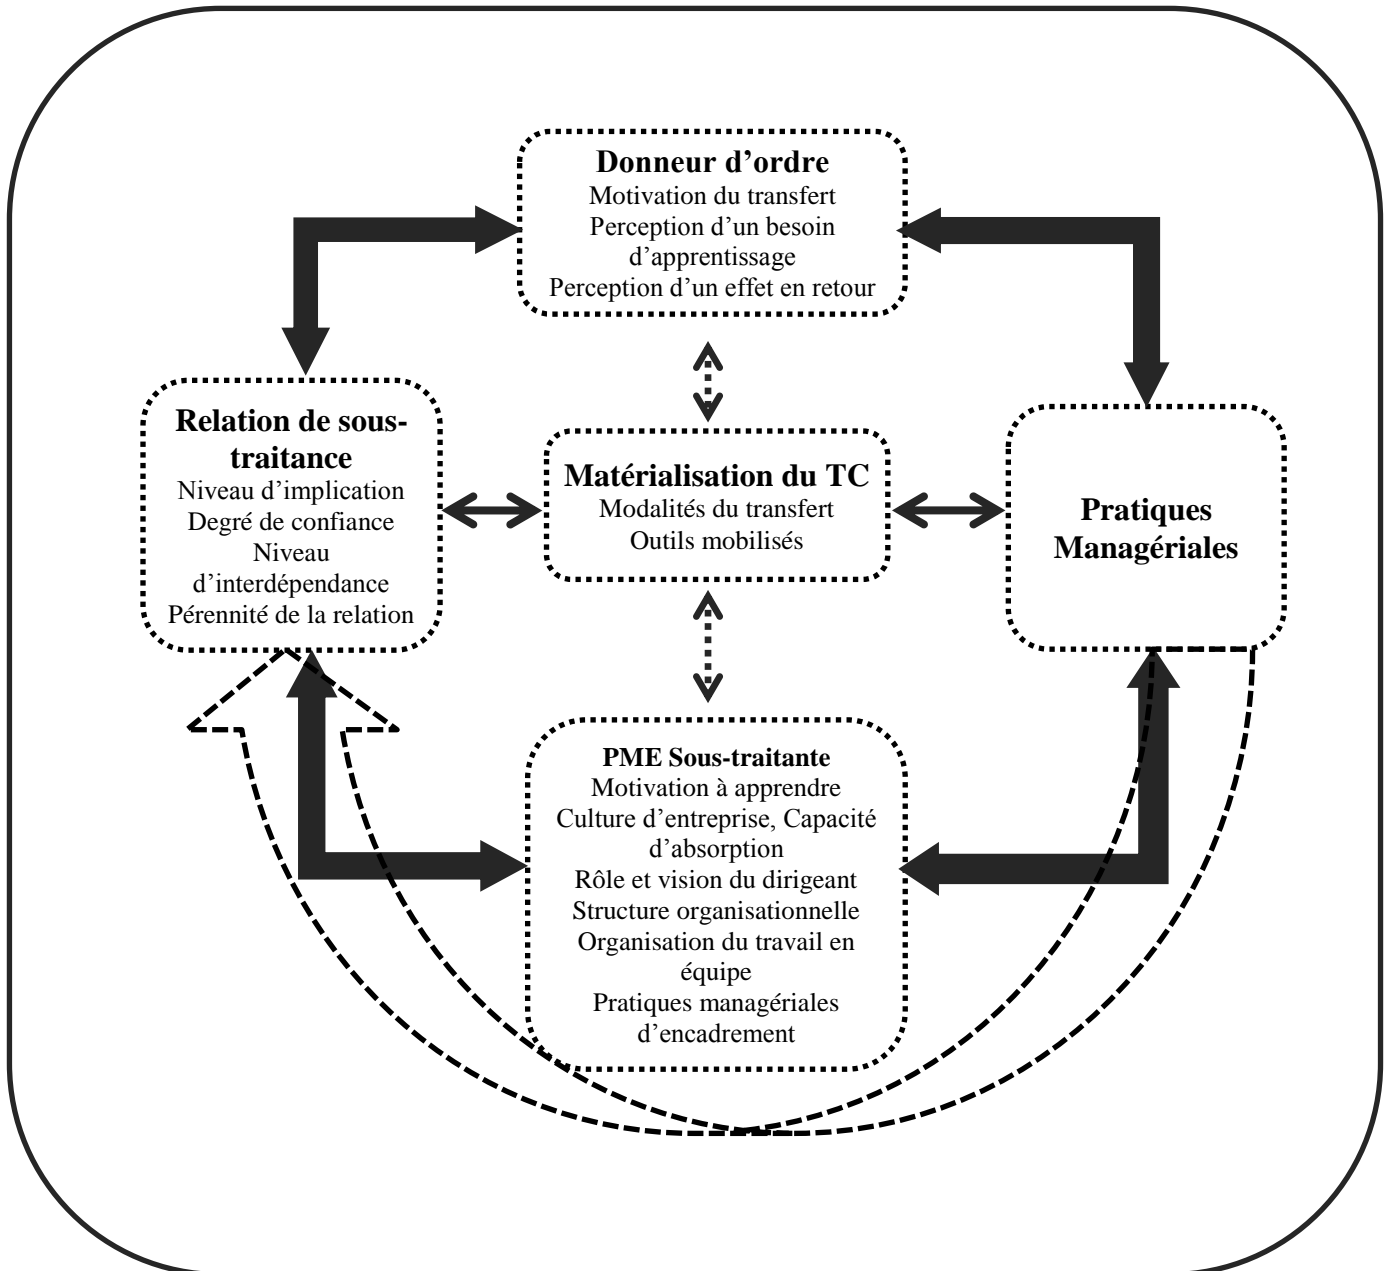 Donneur d’ordre
Motivation du transfert
Perception d’un besoin
d’apprentissage
Perception d’un effet en retour
Relation de sous-
traitance
Niveau d’implication
Degré de confiance
Niveau
d’interdépendance
Pérennité de la relation
Matérialisation du TC
Modalités du transfert
Outils mobilisés
Pratiques
Managériales
PME Sous-traitante
Motivation à apprendre
Culture d’entreprise, Capacité
d’absorption
Rôle et vision du dirigeant
Structure organisationnelle
Organisation du travail en
équipe
Pratiques managériales
d’encadrement